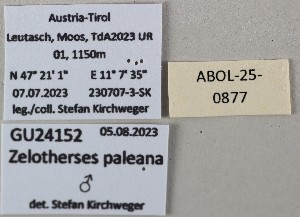 Austria-Tirol
Leutasch, Moos, TdA2023 UR
01, 1150m
N 47° 21' 1" E 11° 7' 35"
07.07.2023 230707-3-SK
leg./coll. Stefan Kirchweger
ABOL-25-
0877
GU24152 05.08.2023
Zelotherses paleana
♂
det. Stefan Kirchweger